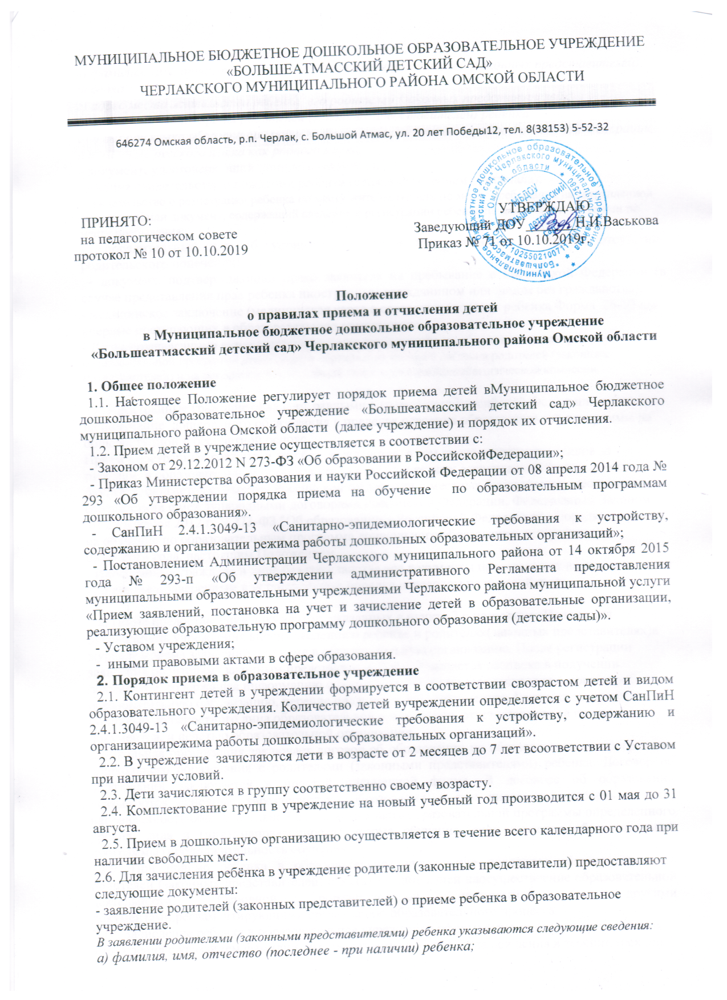 МУНИЦИПАЛЬНОЕ БЮДЖЕТНОЕ ДОШКОЛЬНОЕ ОБРАЗОВАТЕЛЬНОЕ УЧРЕЖДЕНИЕ
«БОЛЬШЕАТМАССКИЙ ДЕТСКИЙ САД»
ЧЕРЛАКСКОГО МУНИЦИПАЛЬНОГО РАЙОНА ОМСКОЙ ОБЛАСТИ
646274 Омская область, р.п. Черлак, с. Большой Атмас, ул. 20 лет Победы12, тел. 8(38153) 5-52-32
ПРИНЯТО:
на педагогическом совете
протокол № 10 от 10.10.2019
УТВЕРЖДАЮ
Заведующий ДОУ Н.И.Васькова
Приказ № 71 от 10.10.2019г.
МБДОУ
"Большеатмасский
детский
сад"
Положение
о правилах приема и отчисления детей
в Муниципальное бюджетное дошкольное образовательное учреждение
«Большеатмасский детский сад» Черлакского муниципального района Омской области
1. Общее положение
1.1. Настоящее Положение регулирует порядок приема детей вМуниципальное бюджетное
дошкольное образовательное учреждение «Большеатмасский детский сад» Черлакского
муниципального района Омской области (далее учреждение) и порядок их отчисления.
1.2. Прием детей в учреждение осуществляется в соответствии с:
- Законом от 29.12.2012 N 273-ФЗ «Об образовании в РоссийскойФедерации»;
- Приказ Министерства образования и науки Российской Федерации от 08 апреля 2014 года №
293 «Об утверждении порядка приема на обучение по образовательным программам
дошкольного образования».
- СанПиН 2.4.1.3049-13 «Санитарно-эпидемиологические требования к устройству,
содержанию и организации режима работы дошкольных образовательных организаций»;
- Постановлением Администрации Черлакского муниципального района от 14 октября 2015
года № 293-п «Об утверждении административного Регламента предоставления
муниципальными образовательными учреждениями Черлакского района муниципальной услуги
«Прием заявлений, постановка на учет и зачисление детей в образовательные организации,
реализующие образовательную программу дошкольного образования (детские сады)».
- Уставом учреждения;
- иными правовыми актами в сфере образования.
2. Порядок приема в образовательное учреждение
2.1. Контингент детей в учреждении формируется в соответствии свозрастом детей и видом
образовательного учреждения. Количество детей вучреждении определяется с учетом СанПиН
2.4.1.3049-13 «Санитарно-эпидемиологические требования к устройству, содержанию и
организациирежима работы дошкольных образовательных организаций».
2.2. В учреждение зачисляются дети в возрасте от 2 месяцев до 7 лет всоответствии с Уставом
при наличии условий.
2.3. Дети зачисляются в группу соответственно своему возрасту.
2.4. Комплектование групп в учреждение на новый учебный год производится с 01 мая до 31
августа.
2.5. Прием в дошкольную организацию осуществляется в течение всего календарного года при
наличии свободных мест.
2.6. Для зачисления ребёнка в учреждение родители (законные представители) предоставляют
следующие документы:
- заявление родителей (законных представителей) о приеме ребенка в образовательное
учреждение.
В заявлении родителями (законными представителями) ребенка указываются следующие сведения:
а) фамилия, имя, отчество (последнее - при наличии) ребенка;